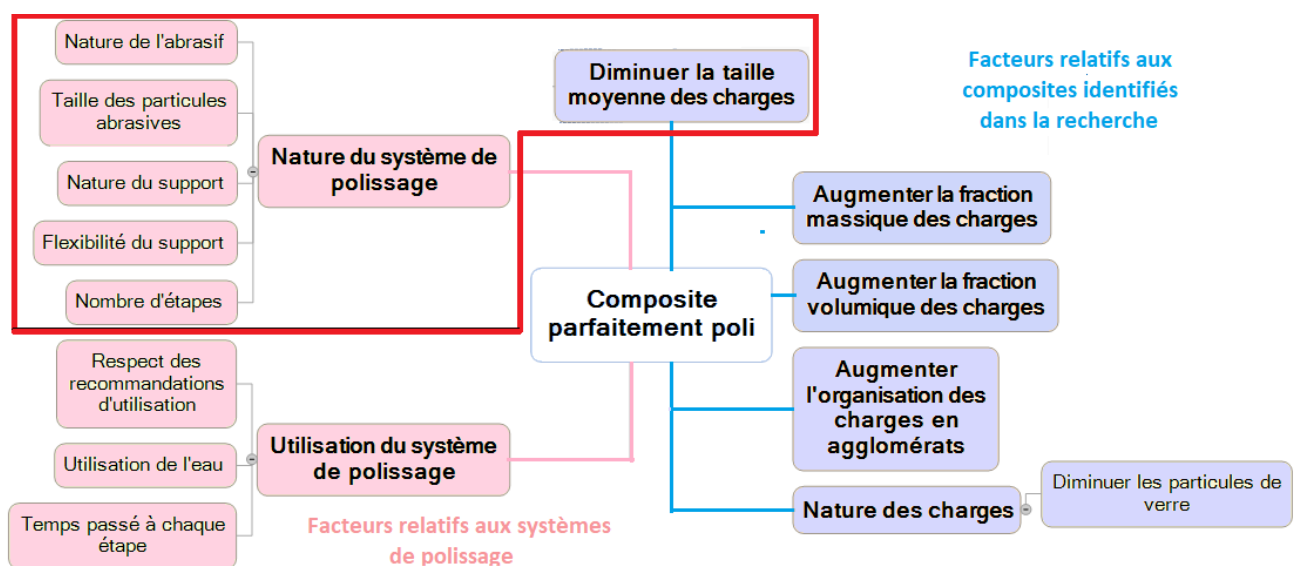 Nature de l'abrasif
Taille des particules
abrasives
Nature du support
Flexibilité du support
Nombre d'étapes
Nature du système de
polissage
Respect des
recommandations
d'utilisation
Utilisation de l'eau
Temps passé à chaque
étape
Utilisation du système
de polissage
Facteurs relatifs aux systèmes
de polissage
Composite
parfaitement poli
Diminuer la taille
moyenne des charges
Facteurs relatifs aux
composites identifiés
dans la recherche
Augmenter la fraction
massique des charges
Augmenter la fraction
volumique des charges
Augmenter
l'organisation des
charges en
agglomérats
Nature des charges
Diminuer les particules de
verre